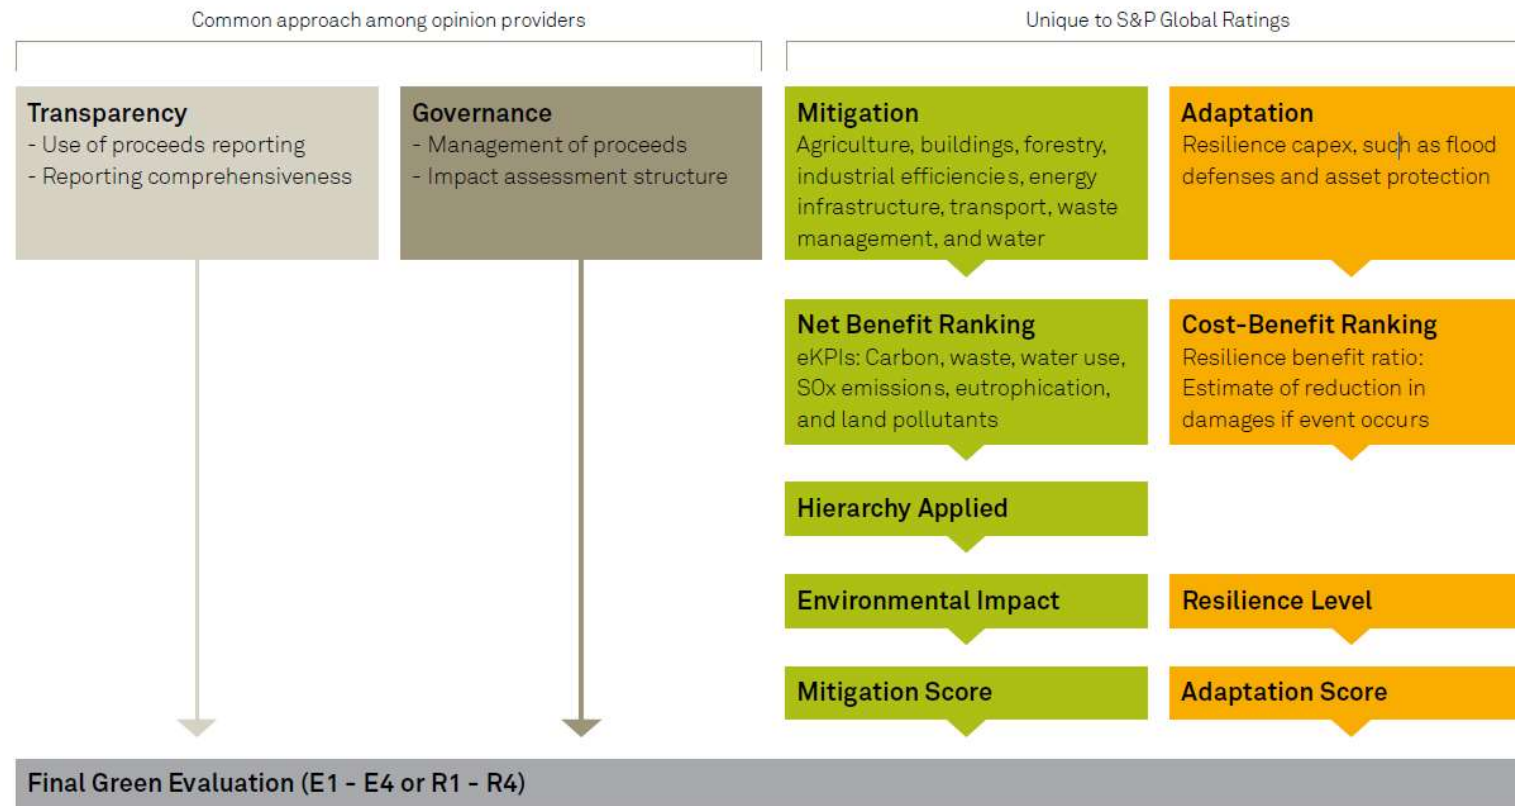 Common approach among opinion providers
Unique to S&P Global Ratings
Transparency
- Use of proceeds reporting
- Reporting comprehensiveness
Governance
- Management of proceeds
- Impact assessment structure
Mitigation
Agriculture, buildings, forestry,
industrial efficiencies, energy
infrastructure, transport, waste
management, and water
Adaptation
Resilience capex, such as flood
defenses and asset protection
Net Benefit Ranking
eKPIs: Carbon, waste, water use,
SOx emissions, eutrophication,
and land pollutants
Cost-Benefit Ranking
Resilience benefit ratio:
Estimate of reduction in
damages if event occurs
Hierarchy Applied
Environmental Impact
Resilience Level
Mitigation Score
Adaptation Score
Final Green Evaluation (E1 - E4 or R1 - R4)